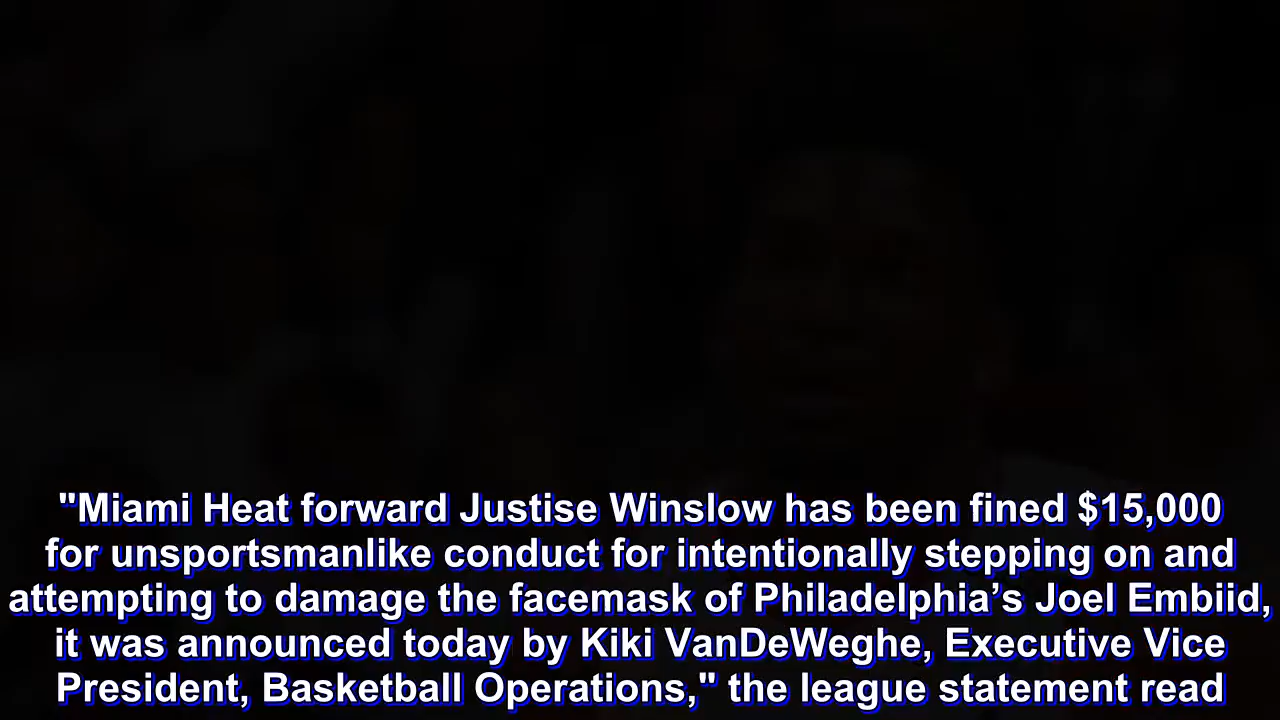 "Miami Heat forward Justise Winslow has been fined $15,000
for unsportsmanlike conduct for intentionally stepping on and
attempting to damage the facemask of Philadelphia’s Joel Embiid,
it was announced today by Kiki VanDeWeghe, Executive Vice
President, Basketball Operations," the league statement read